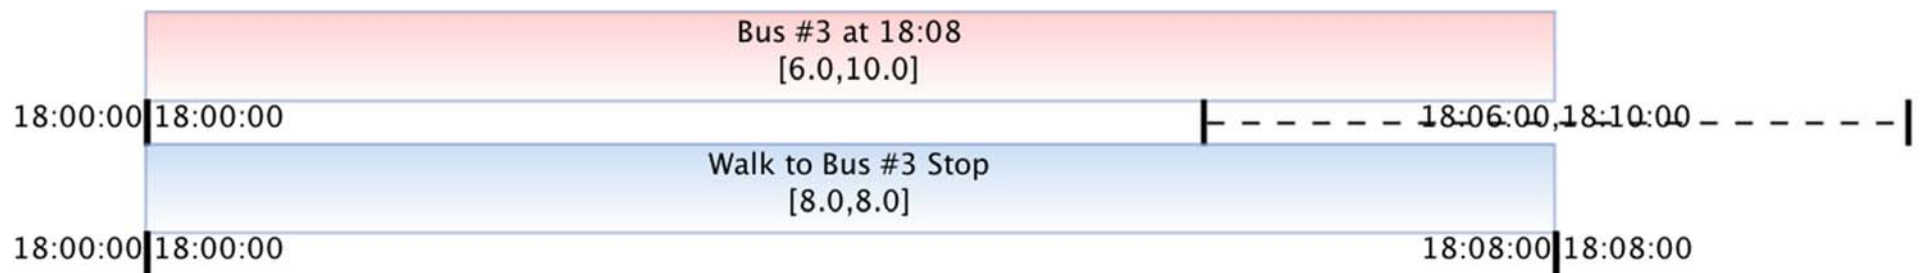 Bus #3 at 18:08
[6.0,10.0]
18:00:00 18:00:00 18:06:00,18:10:00
Walk to Bus #3 Stop
[8.0,8.0]
18:00:00 18:00:00 18:08:00 18:08:00